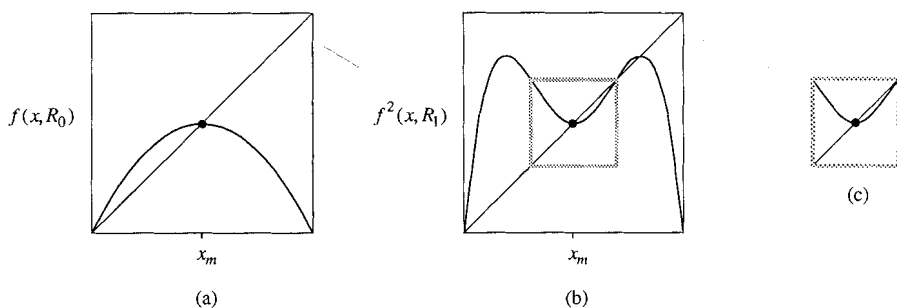 f(x, R₀)
x_m
(a)
f²(x, R₁)
x_m
(b)
(c)